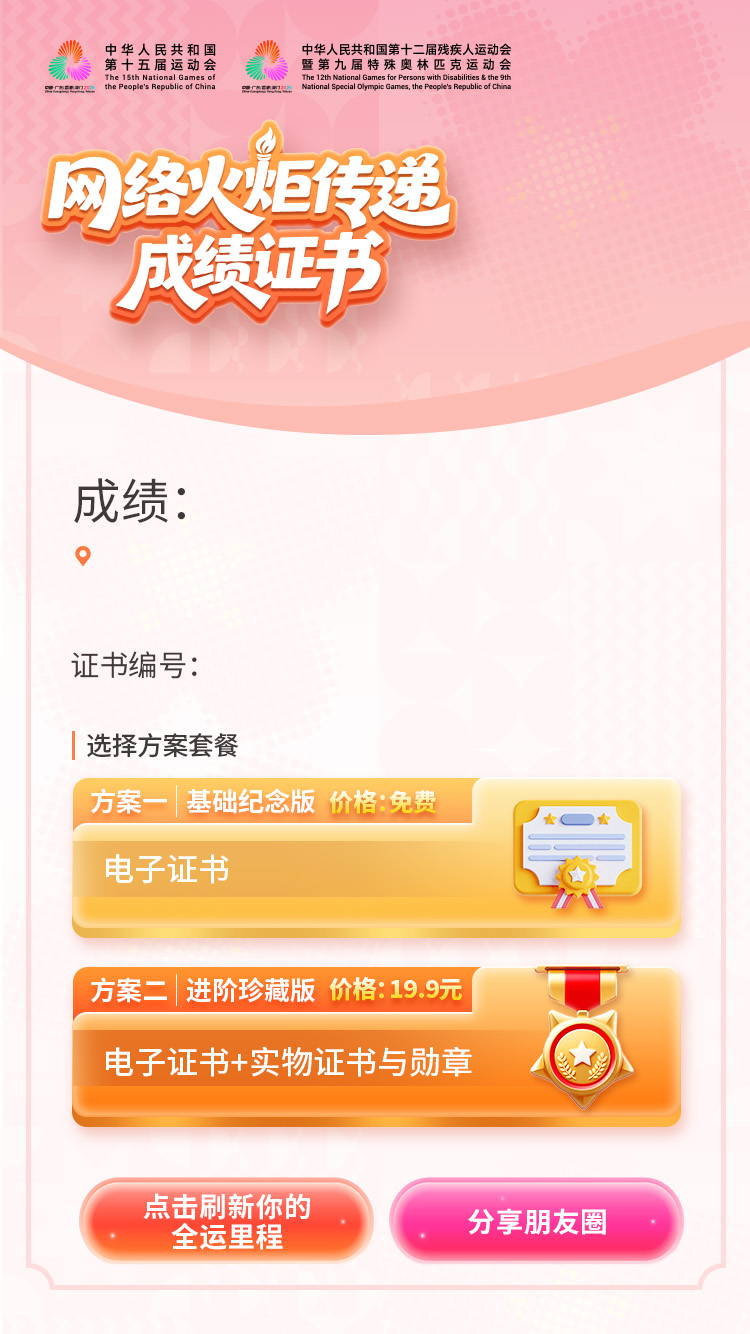 中华人民共和国
第十五届运动会
The 15th National Games of
the People's Republic of China
中华人民共和国第十二届残疾人运动会
暨第九届特殊奥林匹克运动会
The 12th National Games for Persons with Disabilities & the 9th
National Special Olympic Games, the People's Republic of China
网络火炬传递
成绩证书
成绩：
证书编号：
选择方案套餐
方案一 基础纪念版 价格：免费
电子证书
方案二 进阶珍藏版 价格：19.9元
电子证书+实物证书与勋章
点击刷新你的
全运里程
分享朋友圈